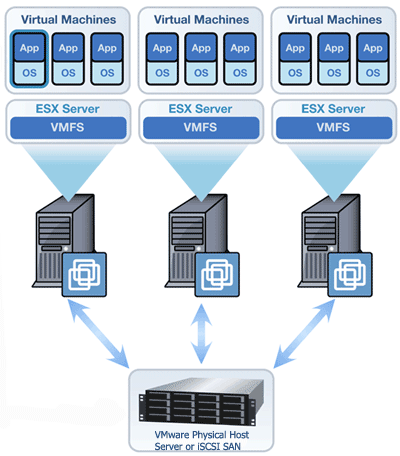 Virtual Machines Virtual Machines Virtual Machines
App App App App App App App App App
OS OS OS OS OS OS OS OS OS
ESX Server ESX Server ESX Server
VMFS VMFS VMFS
VMware Physical Host
Server or iSCSI SAN